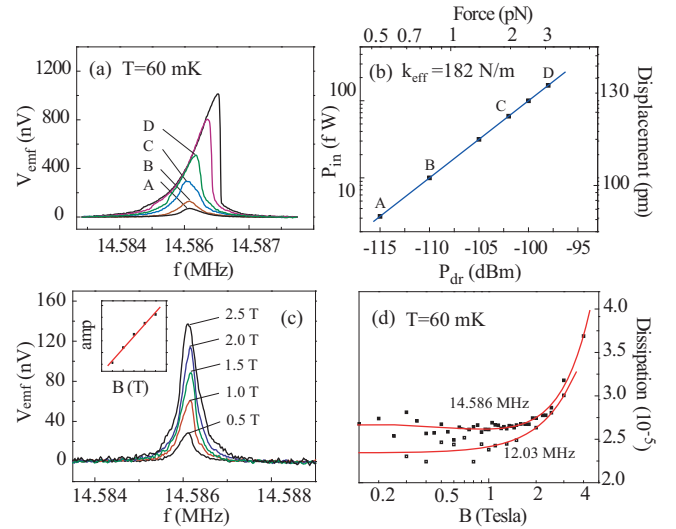 (a) T=60 mK
V_emf (nV)
1200
800
400
0
D
C
B
A
14.584
14.586
14.587
f (MHz)
Force (pN)
0.5 0.7 1 2 3
(b) k_eff =182 N/m
P_in (f W)
100
10
A
B
C
D
130
100
Displacement (pm)
-115 -110 -105 -100 -95
P_dr (dBm)
(c)
V_emf (nV)
160
120
80
40
0
amp
B (T)
2.5 T
2.0 T
1.5 T
1.0 T
0.5 T
14.584 14.586 14.588
f (MHz)
(d) T=60 mK
14.586 MHz
12.03 MHz
4.0
3.5
3.0
2.5
2.0
Dissipation (10^-5)
0.2 0.5 1 2 4
B (Tesla)